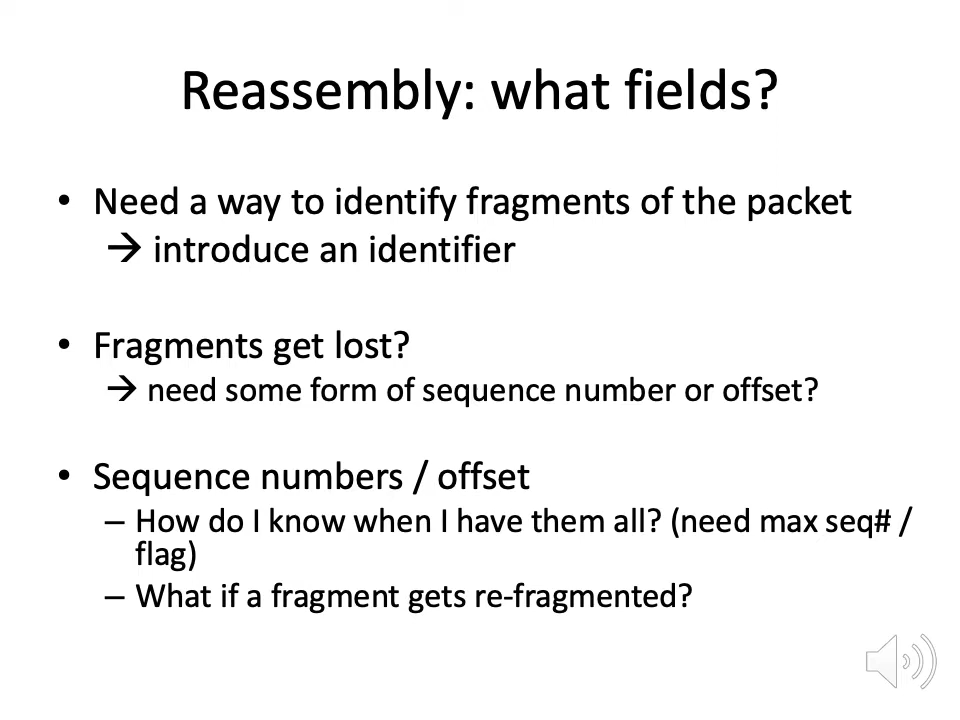 Reassembly: what fields?
• Need a way to identify fragments of the packet
→ introduce an identifier
• Fragments get lost?
→ need some form of sequence number or offset?
• Sequence numbers / offset
– How do I know when I have them all? (need max seq# /
flag)
– What if a fragment gets re-fragmented?